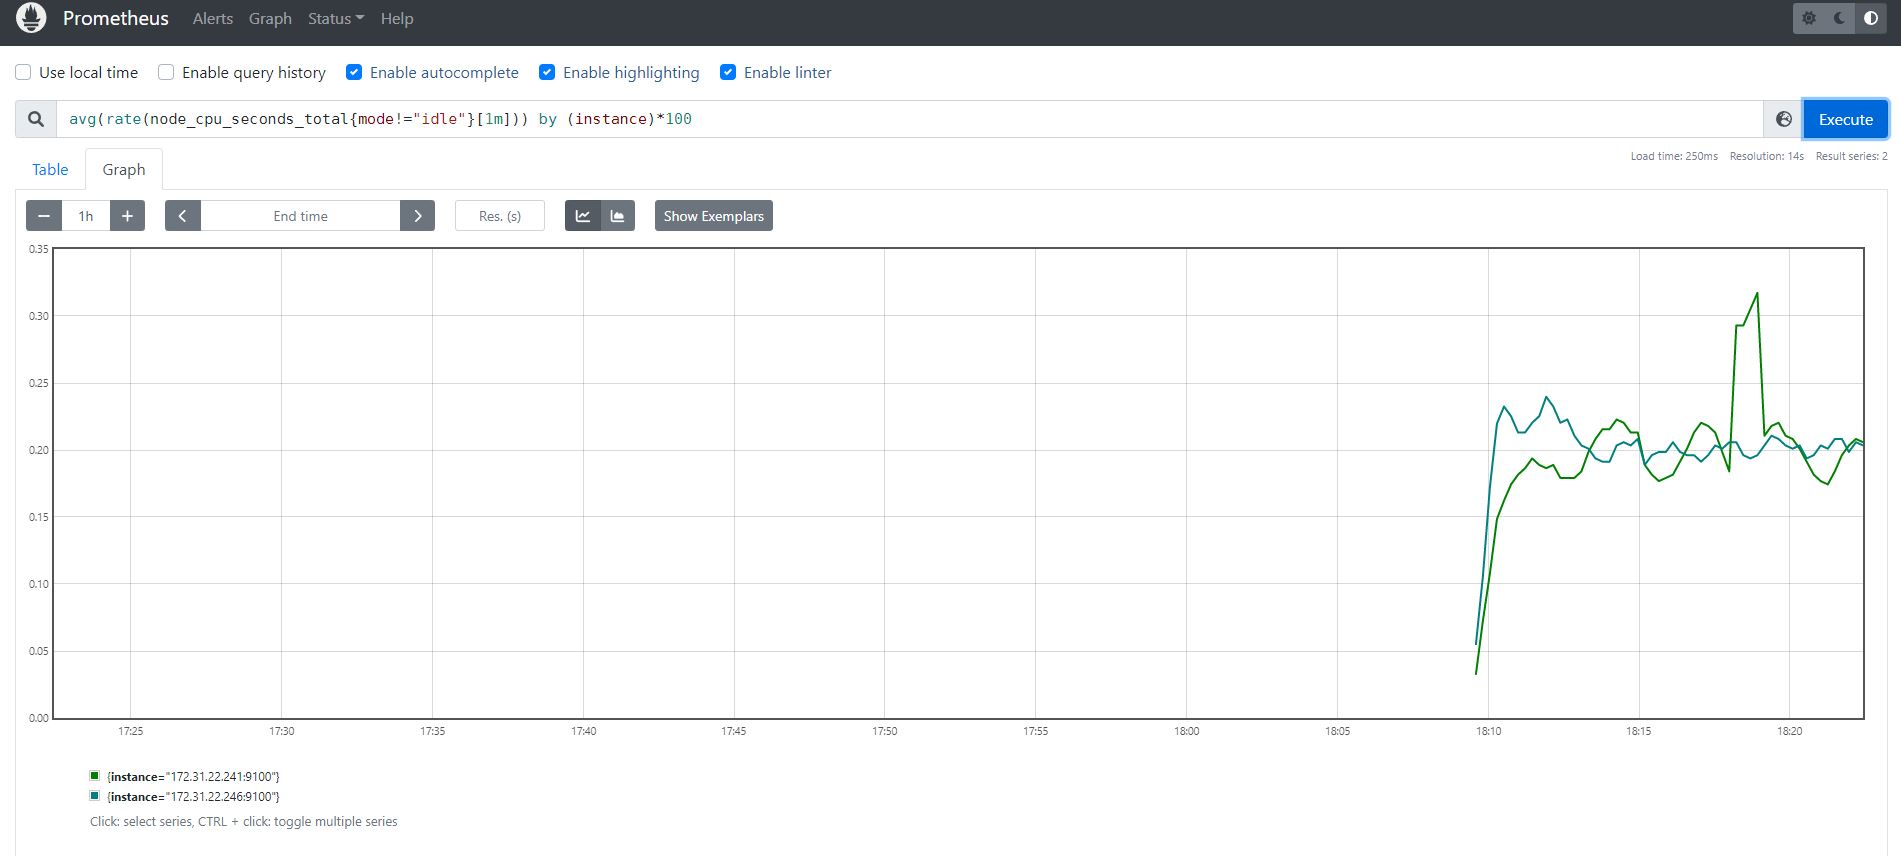 Prometheus Alerts Graph Status Help
Use local time Enable query history Enable autocomplete Enable highlighting Enable linter
avg(rate(node_cpu_seconds_total{mode!="idle"}[1m])) by (instance)*100 Execute
Load time: 250ms Resolution: 14s Result series: 2
Table Graph
1h End time Res. (s) Show Exemplars
0.35
0.30
0.25
0.20
0.15
0.10
0.05
0.00
17:25 17:30 17:35 17:40 17:45 17:50 17:55 18:00 18:05 18:10 18:15 18:20
{instance="172.31.22.241:9100"}
{instance="172.31.22.246:9100"}
Click: select series, CTRL + click: toggle multiple series